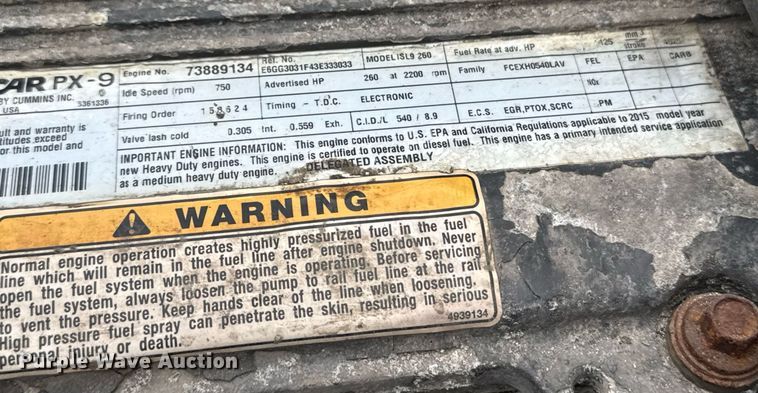 CAR PX-9
BY CUMMINS INC. 6
USA 5361336
Engine No. 73889134 Ref. No. E6GG3031F43E333033 MODEL ISL9 260 Fuel Rate at adv. HP 125 mm³ stroke
Idle Speed (rpm) 750 Advertised HP 260 at 2200 rpm Family FCEXH0540LAV FEL EPA CARB
Firing Order 153624 Timing - T.D.C. ELECTRONIC NOx
Valve lash cold 0.305 Int. 0.559 Exh. C.I.D./L 540 / 8.9 E.C.S. EGR,PTOX,SCRC PM
ult and warranty is
titudes exceed
or this model and
IMPORTANT ENGINE INFORMATION: This engine conforms to U.S. EPA and California Regulations applicable to 2015 model year
new Heavy Duty engines. This engine is certified to operate on diesel fuel. This engine has a primary intended service application
as a medium heavy duty engine. DELEGATED ASSEMBLY
WARNING
Normal engine operation creates highly pressurized fuel in the fuel
line which will remain in the fuel line after engine shutdown. Never
open the fuel system when the engine is operating. Before servicing
the fuel system, always loosen the pump to rail fuel line at the rail
to vent the pressure. Keep hands clear of the line when loosening.
High pressure fuel spray can penetrate the skin, resulting in serious
personal injury or death. 4939134
Purple Wave Auction